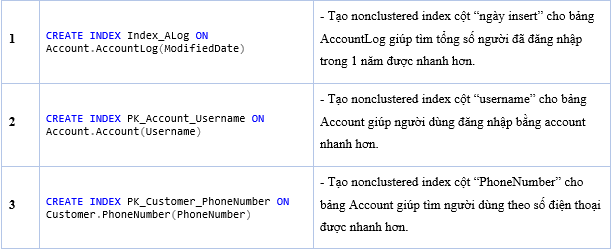 1
CREATE INDEX Index_ALog ON
Account.AccountLog(ModifiedDate)
- Tạo nonclustered index cột “ngày insert” cho bảng
AccountLog giúp tìm tổng số người đã đăng nhập
trong 1 năm được nhanh hơn.
2
CREATE INDEX PK_Account_Username ON
Account.Account(Username)
- Tạo nonclustered index cột “username” cho bảng
Account giúp người dùng đăng nhập bằng account
nhanh hơn.
3
CREATE INDEX PK_Customer_PhoneNumber ON
Customer.PhoneNumber(PhoneNumber)
- Tạo nonclustered index cột “PhoneNumber” cho
bảng Account giúp tìm người dùng theo số điện thoại
được nhanh hơn.